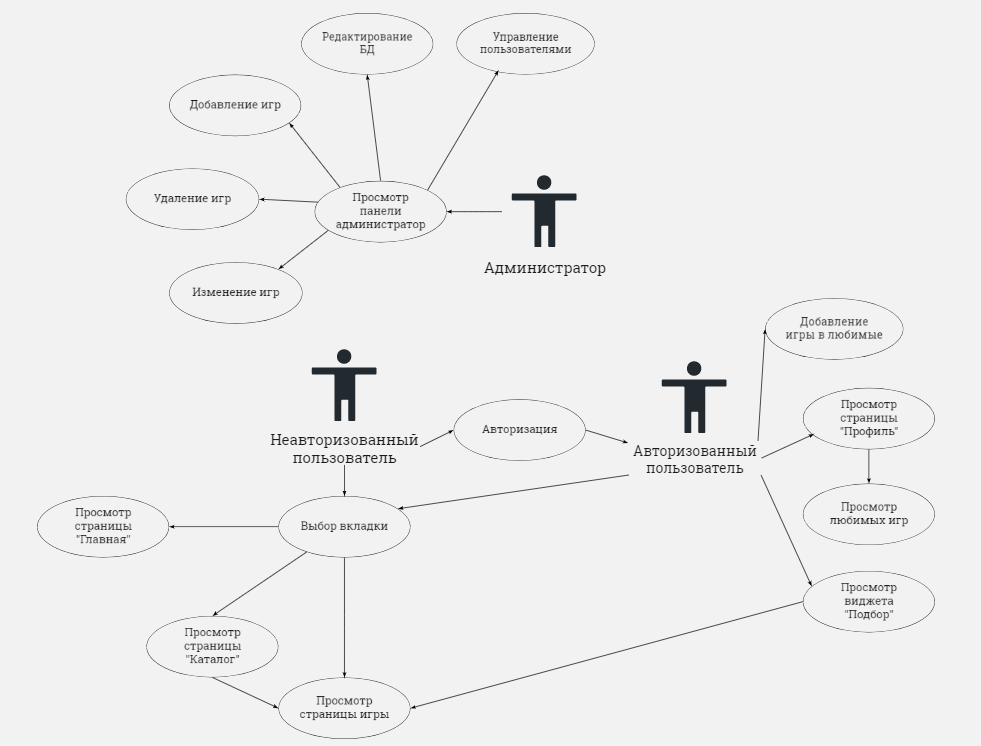 Редактирование
БД
Управление
пользователями
Добавление игр
Удаление игр
Просмотр
панели
администратор
Администратор
Изменение игр
Добавление
игры в любимые
Неавторизованный
пользователь
Авторизация
Авторизованный
пользователь
Просмотр
страницы
"Профиль"
Просмотр
любимых игр
Просмотр
страницы
"Главная"
Выбор вкладки
Просмотр
виджета
"Подбор"
Просмотр
страницы
"Каталог"
Просмотр
страницы игры